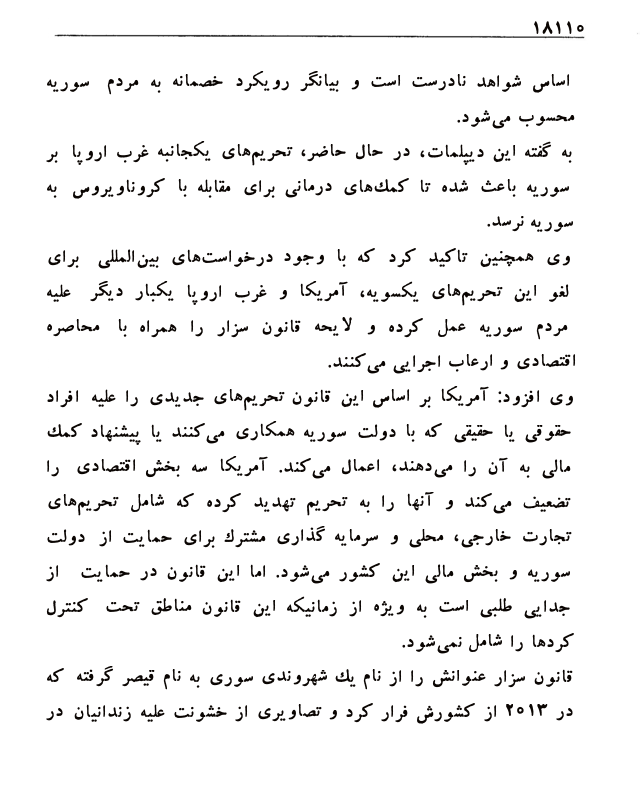 ۱۸۱۱۰
اساس شواهد نادرست است و بیانگر رویکرد خصمانه به مردم سوریه
محسوب می‌شود.
به گفته این دیپلمات، در حال حاضر، تحریم‌های یکجانبه غرب اروپا بر
سوریه باعث شده تا کمك‌های درمانی برای مقابله با کروناویروس به
سوریه نرسد.
وی همچنین تاکید کرد که با وجود درخواست‌های بین‌المللی برای
لغو این تحریم‌های یکسویه، آمریکا و غرب اروپا یکبار دیگر علیه
مردم سوریه عمل کرده و لایحه قانون سزار را همراه با محاصره
اقتصادی و ارعاب اجرایی می‌کنند.
وی افزود: آمریکا بر اساس این قانون تحریم‌های جدیدی را علیه افراد
حقوقی یا حقیقی که با دولت سوریه همکاری می‌کنند یا پیشنهاد کمك
مالی به آن را می‌دهند، اعمال می‌کند. آمریکا سه بخش اقتصادی را
تضعیف می‌کند و آنها را به تحریم تهدید کرده که شامل تحریم‌های
تجارت خارجی، محلی و سرمایه گذاری مشترك برای حمایت از دولت
سوریه و بخش مالی این کشور می‌شود. اما این قانون در حمایت از
جدایی طلبی است به ویژه از زمانیکه این قانون مناطق تحت کنترل
کردها را شامل نمی‌شود.
قانون سزار عنوانش را از نام یك شهروندی سوری به نام قیصر گرفته که
در ۲۰۱۳ از کشورش فرار کرد و تصاویری از خشونت علیه زندانیان در